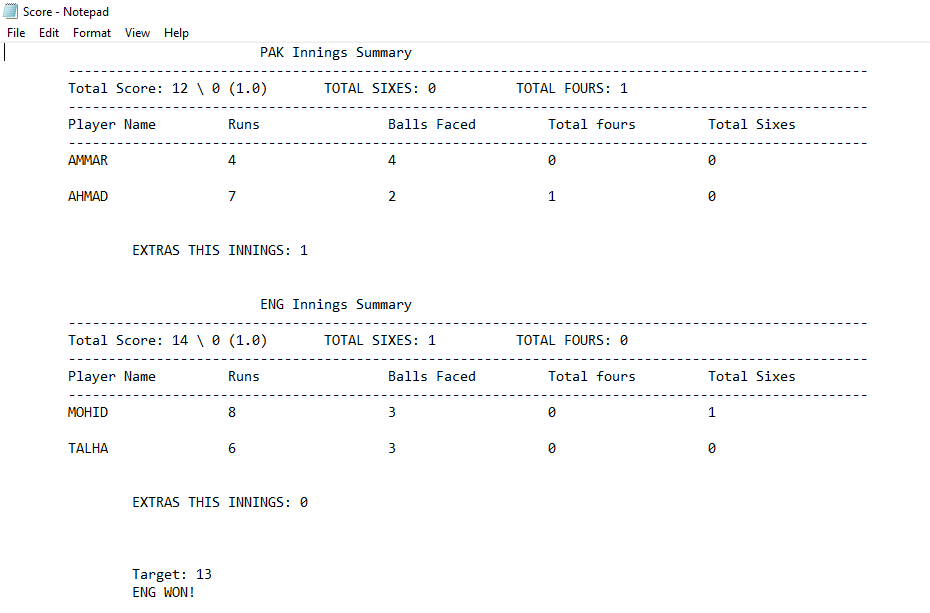 Score - Notepad
File Edit Format View Help
PAK Innings Summary
----------------------------------------------------------------------------------------------------
Total Score: 12 \ 0 (1.0) TOTAL SIXES: 0 TOTAL FOURS: 1
----------------------------------------------------------------------------------------------------
Player Name Runs Balls Faced Total fours Total Sixes
----------------------------------------------------------------------------------------------------
AMMAR 4 4 0 0
AHMAD 7 2 1 0
EXTRAS THIS INNINGS: 1
ENG Innings Summary
----------------------------------------------------------------------------------------------------
Total Score: 14 \ 0 (1.0) TOTAL SIXES: 1 TOTAL FOURS: 0
----------------------------------------------------------------------------------------------------
Player Name Runs Balls Faced Total fours Total Sixes
----------------------------------------------------------------------------------------------------
MOHID 8 3 0 1
TALHA 6 3 0 0
EXTRAS THIS INNINGS: 0
Target: 13
ENG WON!